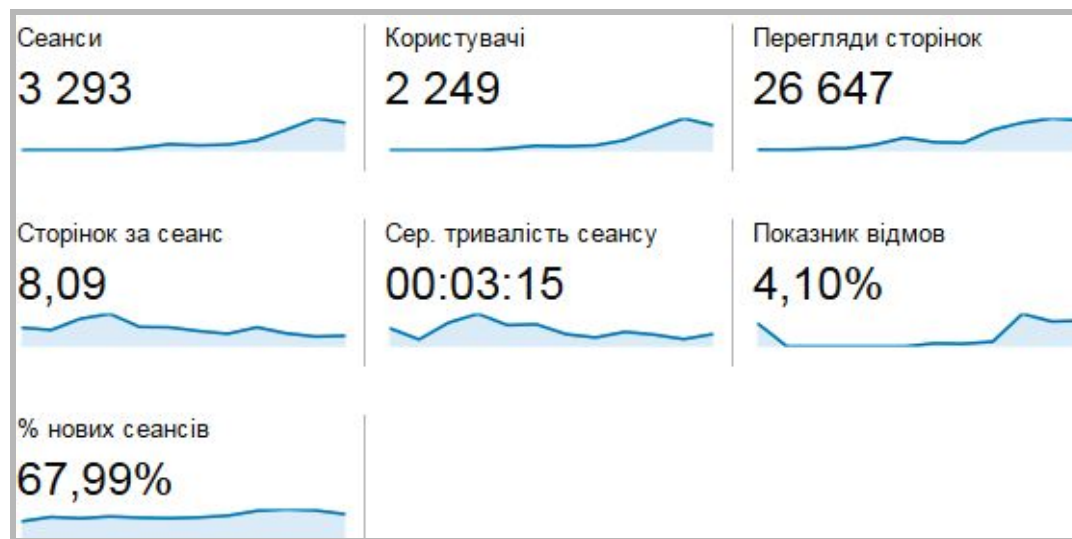 Сеанси
3 293
Користувачі
2 249
Перегляди сторінок
26 647
Сторінок за сеанс
8,09
Сер. тривалість сеансу
00:03:15
Показник відмов
4,10%
% нових сеансів
67,99%